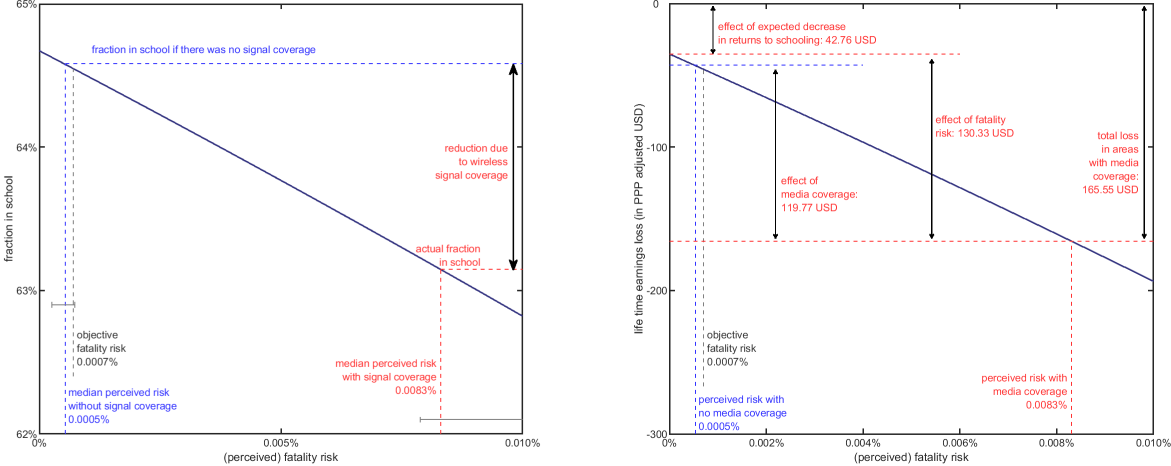 65%
64%
63%
62%
fraction in school
fraction in school if there was no signal coverage
reduction due
to wireless
signal coverage
actual fraction
in school
objective
fatality risk
0.0007%
median perceived risk
with signal coverage
0.0083%
median perceived risk
without signal coverage
0.0005%
0%
0.005%
0.010%
(perceived) fatality risk
0
-100
-200
-300
life time earnings loss (in PPP adjusted USD)
effect of expected decrease
in returns to schooling: 42.76 USD
effect of fatality
risk: 130.33 USD
total loss
in areas
with media
coverage:
165.55 USD
effect of
media coverage:
119.77 USD
objective
fatality risk
0.0007%
perceived risk with
media coverage
0.0083%
perceived risk with
no media coverage
0.0005%
0%
0.002%
0.004%
0.006%
0.008%
0.010%
(perceived) fatality risk